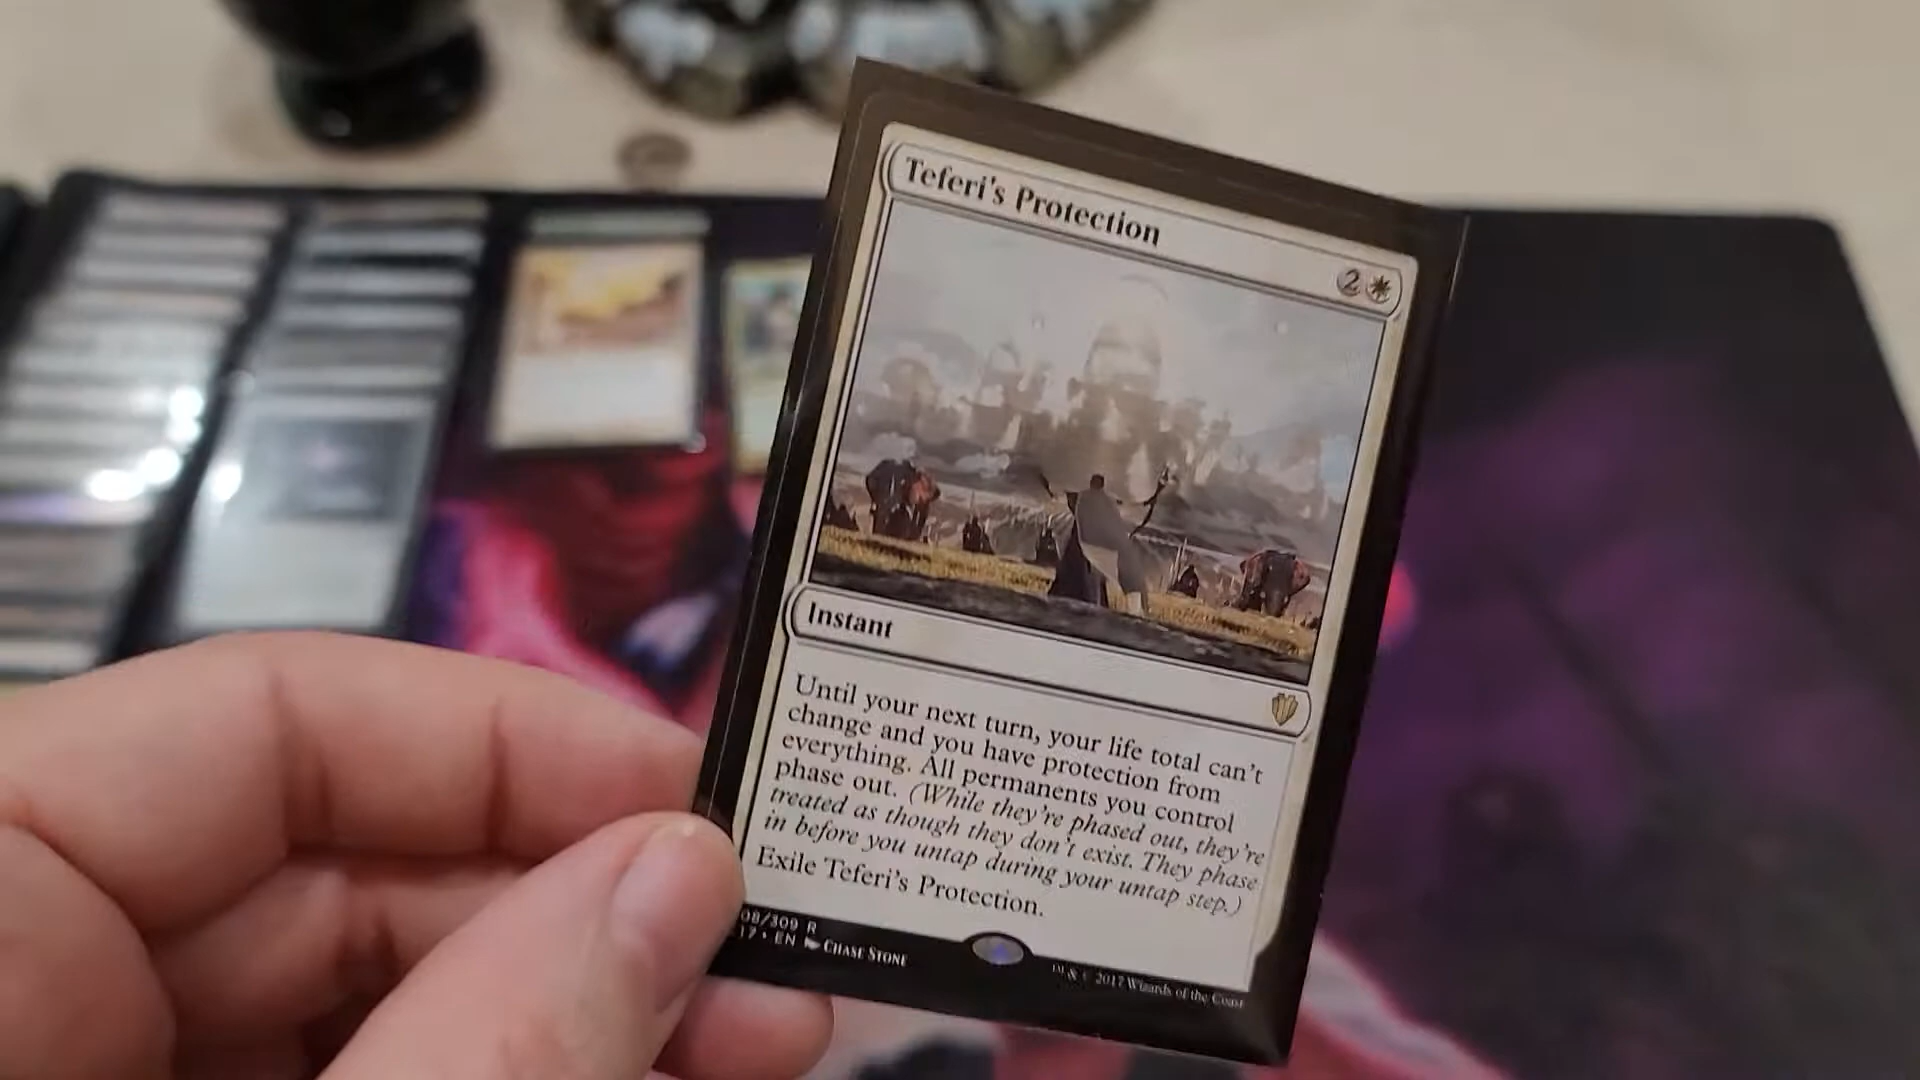 Teferi's Protection
2
Instant
Until your next turn, your life total can't
change and you have protection from
everything. All permanents you control
phase out. (While they're phased out, they're
treated as though they don't exist. They phase
in before you untap during your untap step.)
Exile Teferi's Protection.
08/309 R
17 • EN Chase Stone
™ & © 2017 Wizards of the Coast